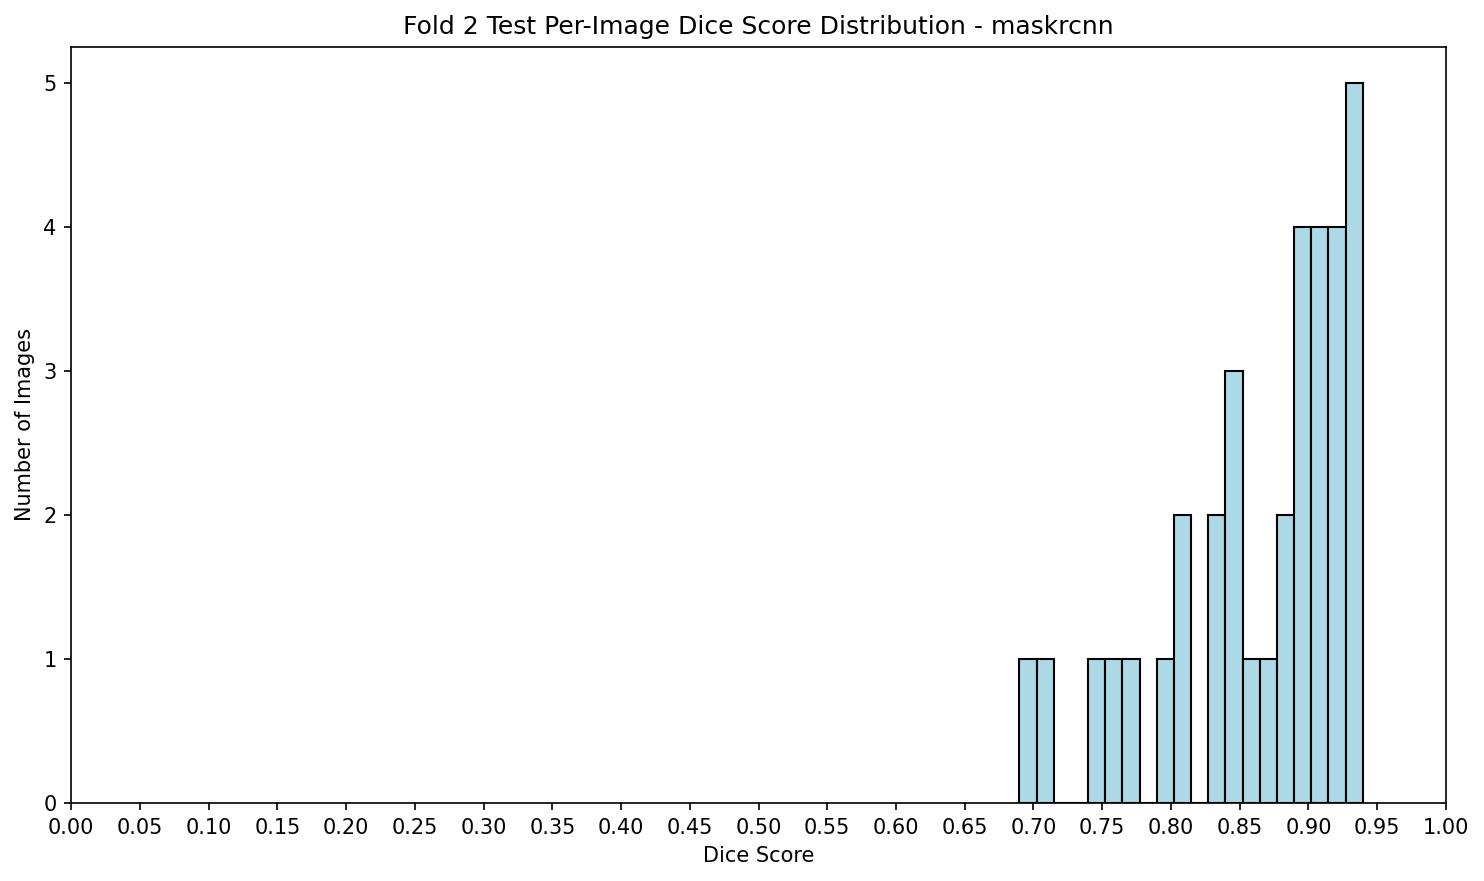 Fold 2 Test Per-Image Dice Score Distribution - maskrcnn
Number of Images
5
4
3
2
1
0
0.00 0.05 0.10 0.15 0.20 0.25 0.30 0.35 0.40 0.45 0.50 0.55 0.60 0.65 0.70 0.75 0.80 0.85 0.90 0.95 1.00
Dice Score